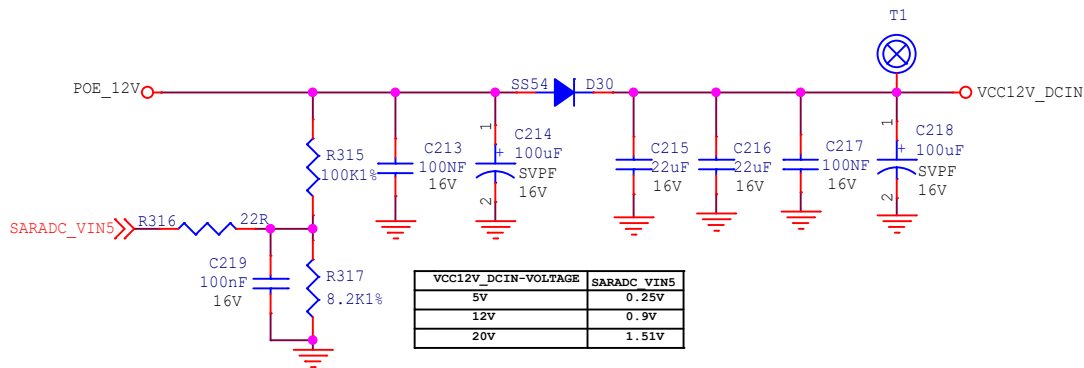 T1
POE_12V
SS54
D30
VCC12V_DCIN
1
C214
100uF
SVPF
16V
2
C213
100NF
16V
R315
100K1%
C215
22uF
16V
C216
22uF
16V
C217
100NF
16V
1
C218
100uF
SVPF
16V
2
SARADC_VIN5
R316
22R
C219
100nF
16V
R317
8.2K1%
VCC12V_DCIN-VOLTAGE SARADC_VIN5
5V 0.25V
12V 0.9V
20V 1.51V